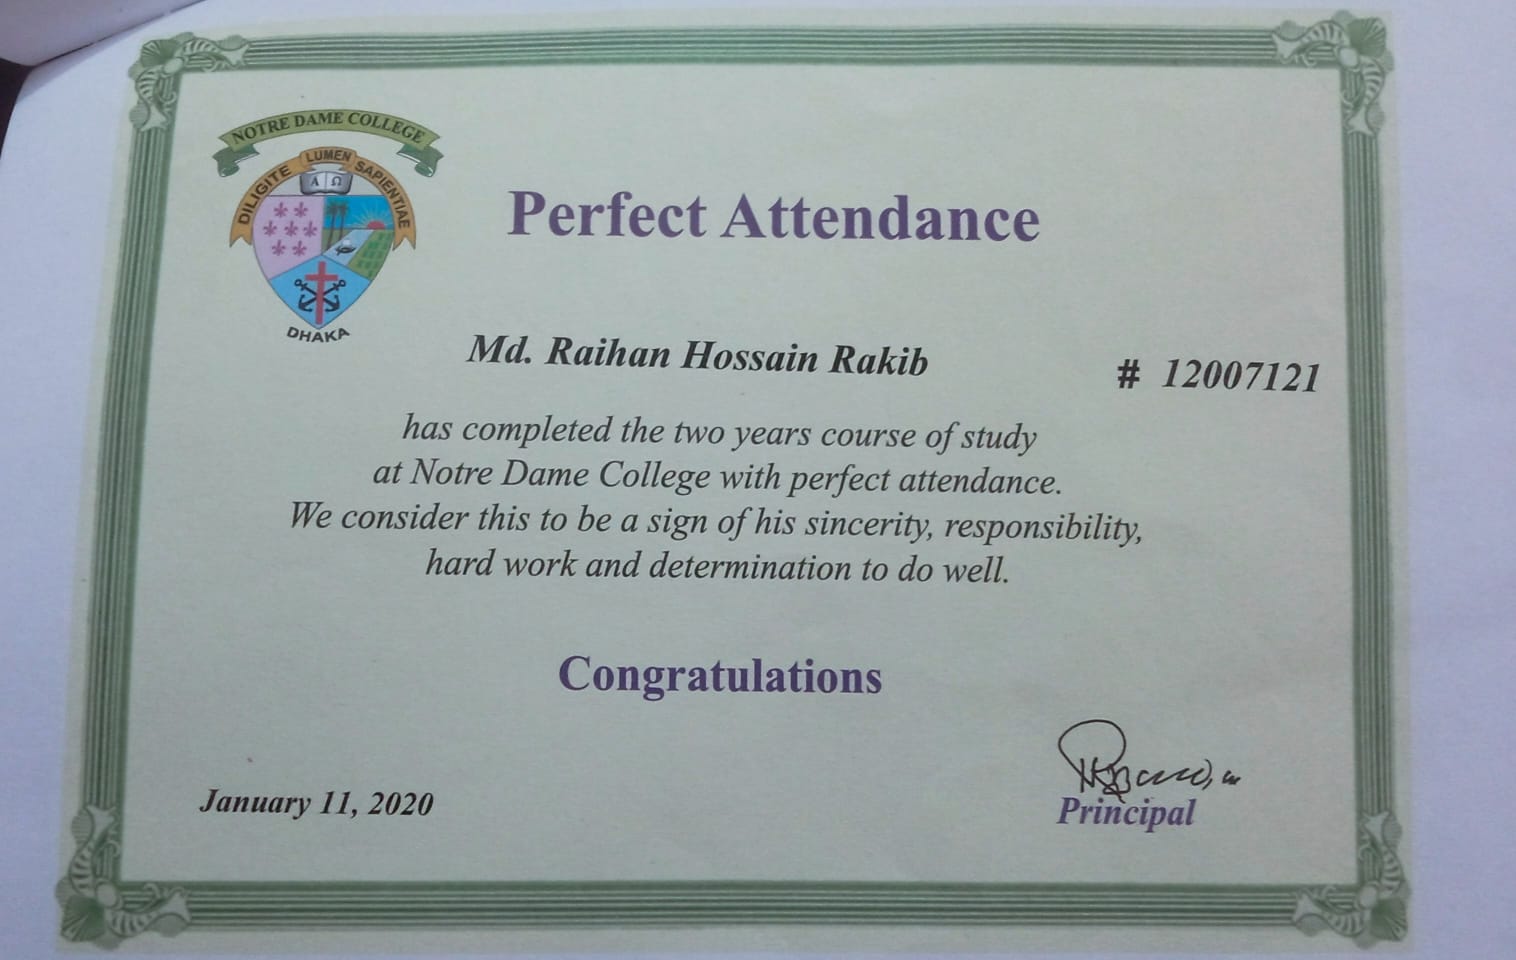 NOTRE DAME COLLEGE
DILIGITE LUMEN SAPIENTIAE
Α Ω
DHAKA
Perfect Attendance
Md. Raihan Hossain Rakib # 12007121
has completed the two years course of study
at Notre Dame College with perfect attendance.
We consider this to be a sign of his sincerity, responsibility,
hard work and determination to do well.
Congratulations
January 11, 2020
Principal